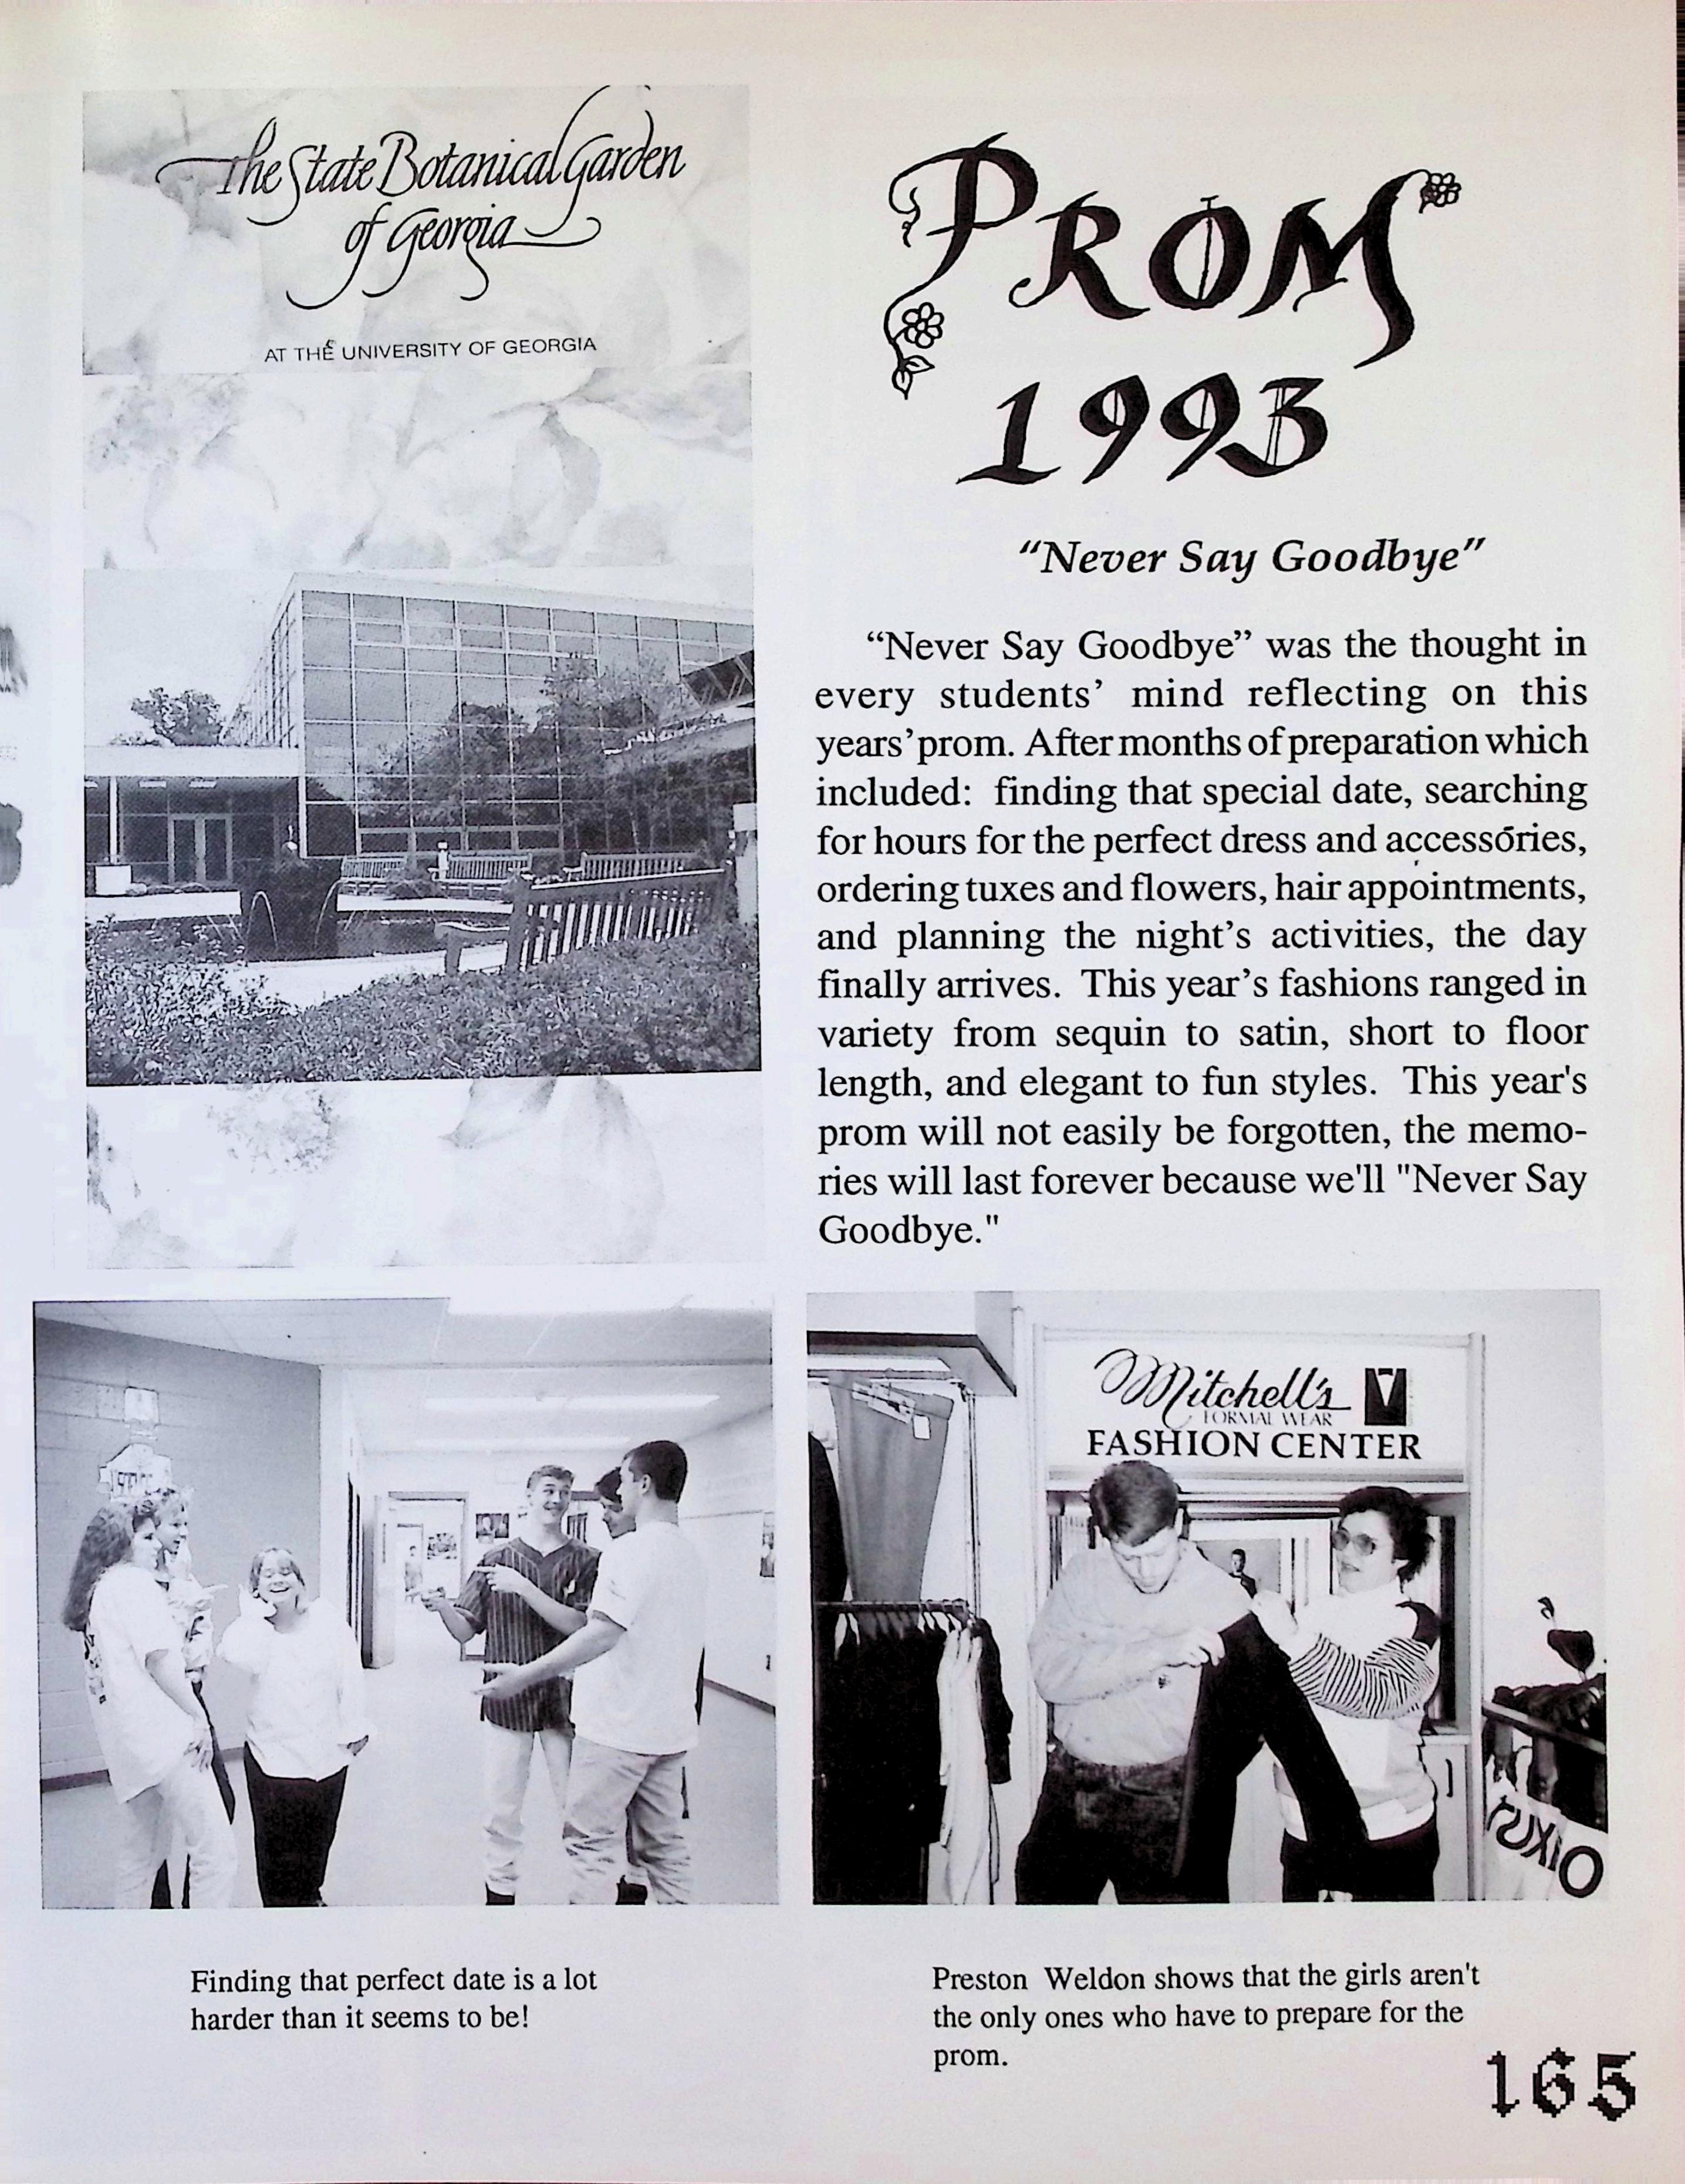 The State Botanical Garden
of Georgia
AT THE UNIVERSITY OF GEORGIA
PROM
1993
“Never Say Goodbye”
“Never Say Goodbye” was the thought in
every students’ mind reflecting on this
years’ prom. After months of preparation which
included: finding that special date, searching
for hours for the perfect dress and accessories,
ordering tuxes and flowers, hair appointments,
and planning the night’s activities, the day
finally arrives. This year’s fashions ranged in
variety from sequin to satin, short to floor
length, and elegant to fun styles. This year's
prom will not easily be forgotten, the memo-
ries will last forever because we'll "Never Say
Goodbye."
Mitchell's
FORMAL WEAR
FASHION CENTER
Finding that perfect date is a lot
harder than it seems to be!
Preston Weldon shows that the girls aren't
the only ones who have to prepare for the
prom.
165